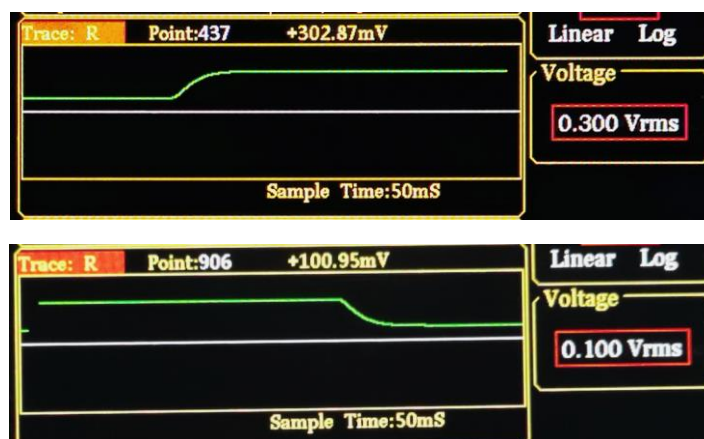 Trace: R Point:437 +302.87mV Linear Log
Voltage
0.300 Vrms
Sample Time:50mS
Trace: R Point:906 +100.95mV Linear Log
Voltage
0.100 Vrms
Sample Time:50mS